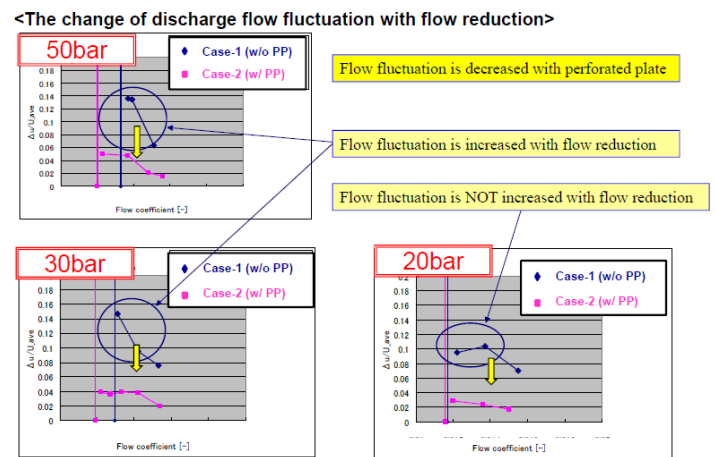 <The change of discharge flow fluctuation with flow reduction>
50bar
Case-1 (w/o PP)
Case-2 (w/ PP)
0.18
0.16
0.14
0.12
0.1
0.08
0.06
0.04
0.02
0
Δu/U_ave
Flow coefficient [-]
Flow fluctuation is decreased with perforated plate
Flow fluctuation is increased with flow reduction
Flow fluctuation is NOT increased with flow reduction
30bar
Case-1 (w/o PP)
Case-2 (w/ PP)
0.18
0.16
0.14
0.12
0.1
0.08
0.06
0.04
0.02
0
Δu/U_ave
Flow coefficient [-]
20bar
Case-1 (w/o PP)
Case-2 (w/ PP)
0.18
0.16
0.14
0.12
0.1
0.08
0.06
0.04
0.02
0
Δu/U_ave
Flow coefficient [-]